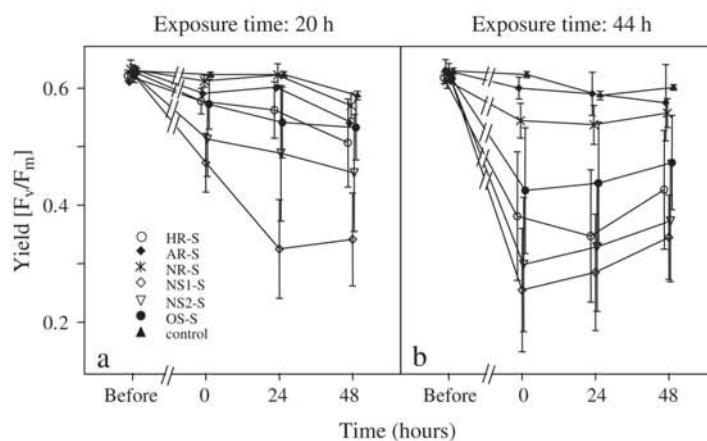 Exposure time: 20 h
Exposure time: 44 h
Yield [Fv/Fm]
0.6
0.4
0.2
HR-S
AR-S
NR-S
NS1-S
NS2-S
OS-S
control
a
b
Before
0
24
48
Before
0
24
48
Time (hours)